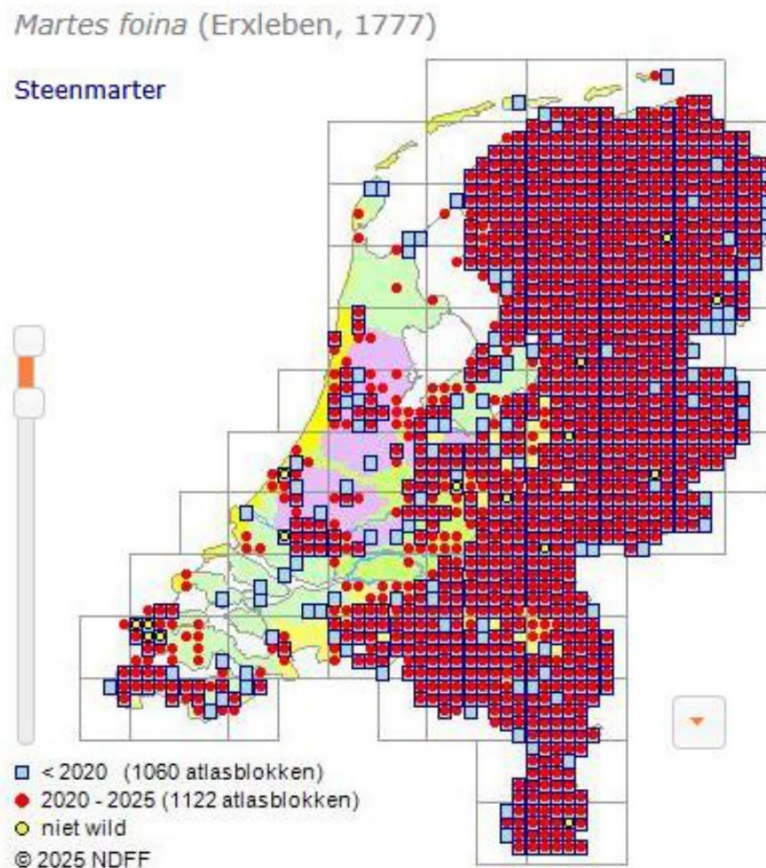 Martes foina (Erxleben, 1777)
Steenmarter
< 2020 (1060 atlasblokken)
2020 - 2025 (1122 atlasblokken)
niet wild
© 2025 NDFF